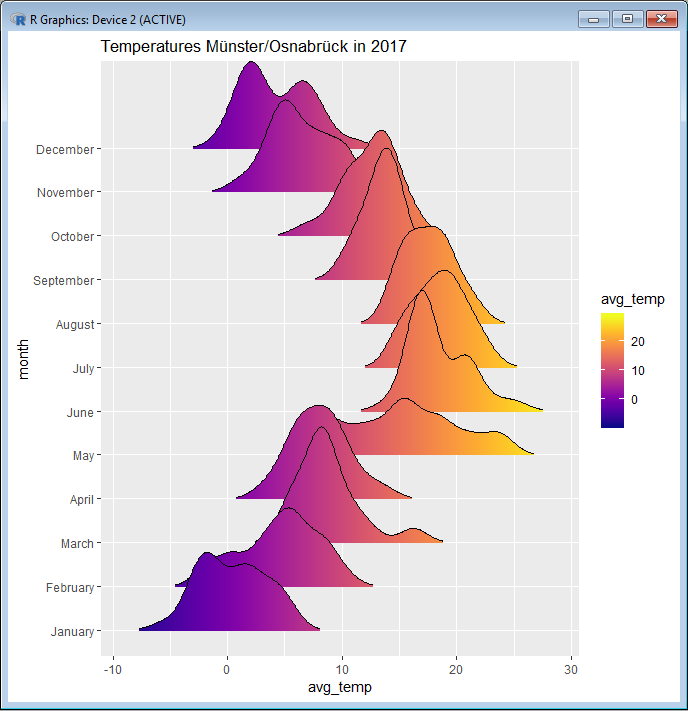 R Graphics: Device 2 (ACTIVE)
Temperatures Münster/Osnabrück in 2017
December
November
October
September
August
July
June
May
April
March
February
January
month
-10 0 10 20 30
avg_temp
avg_temp
20
10
0